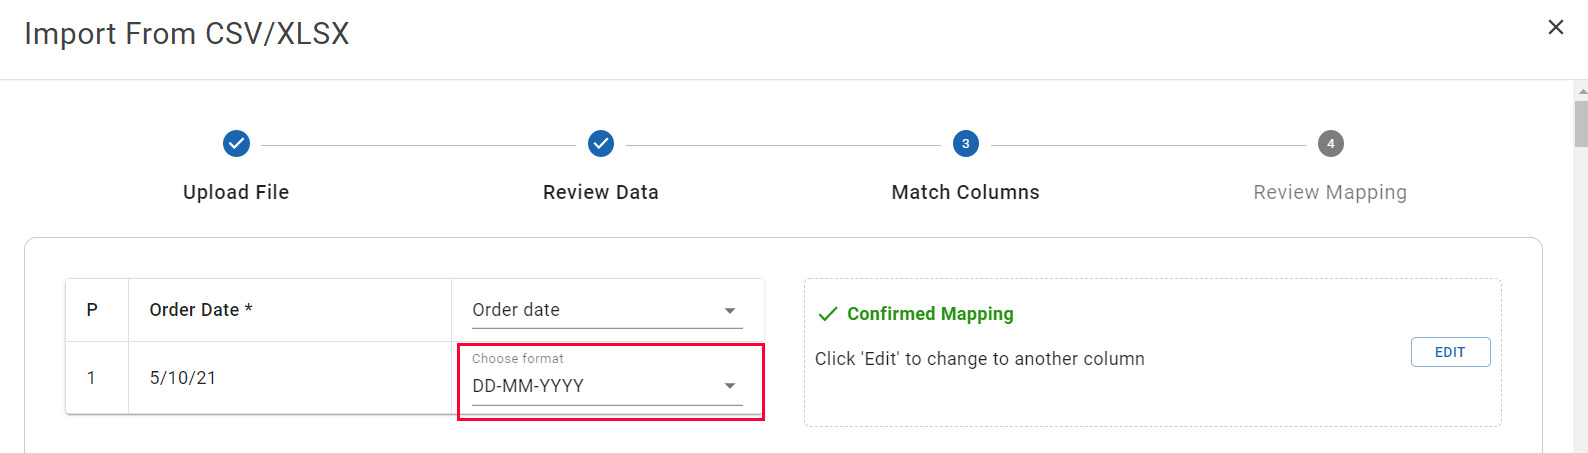 Import From CSV/XLSX
3
4
Upload File
Review Data
Match Columns
Review Mapping
P
Order Date *
Order date
1
5/10/21
Choose format
DD-MM-YYYY
Confirmed Mapping
Click 'Edit' to change to another column
EDIT